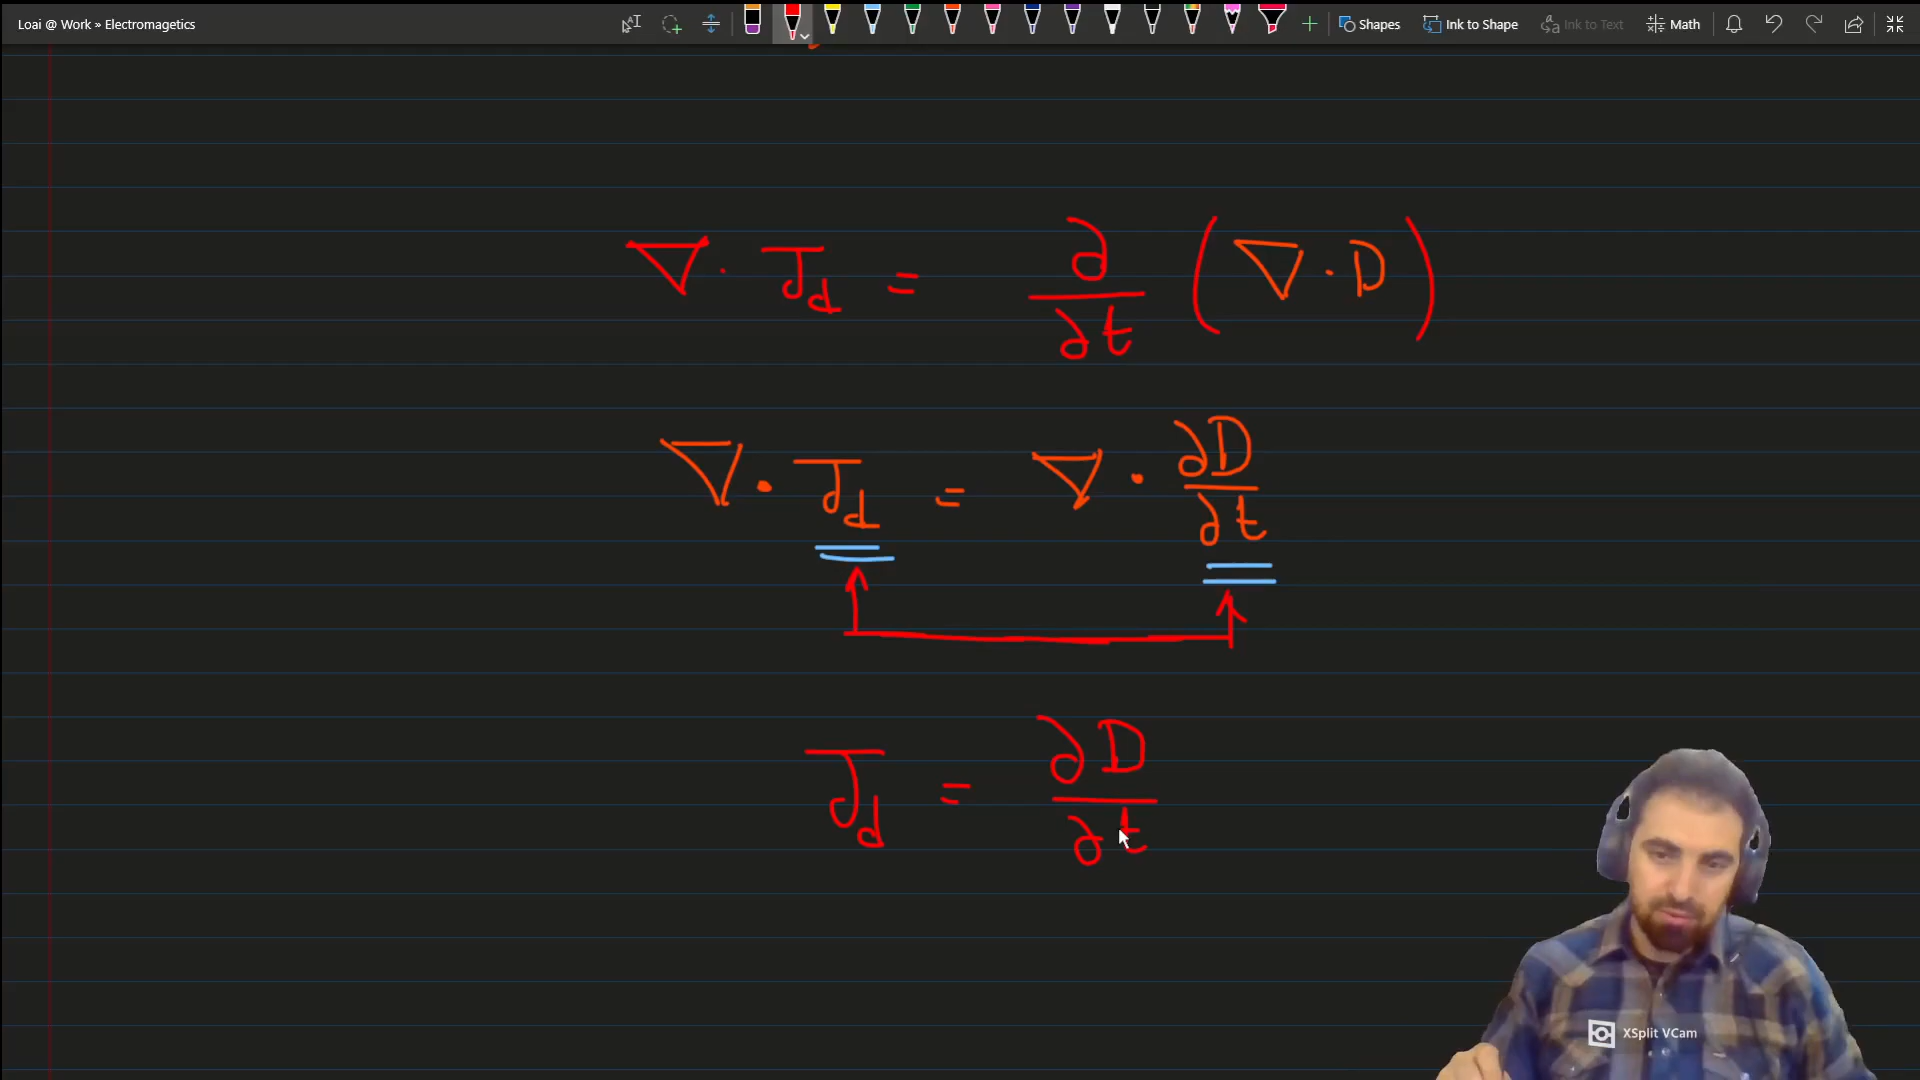 Loai @ Work » Electromagetics
Shapes
Ink to Shape
Ink to Text
Math
∇ · J_d = ∂/∂t (∇ · D)
∇ · J_d = ∇ · ∂D/∂t
J_d = ∂D/∂t
XSplit VCam